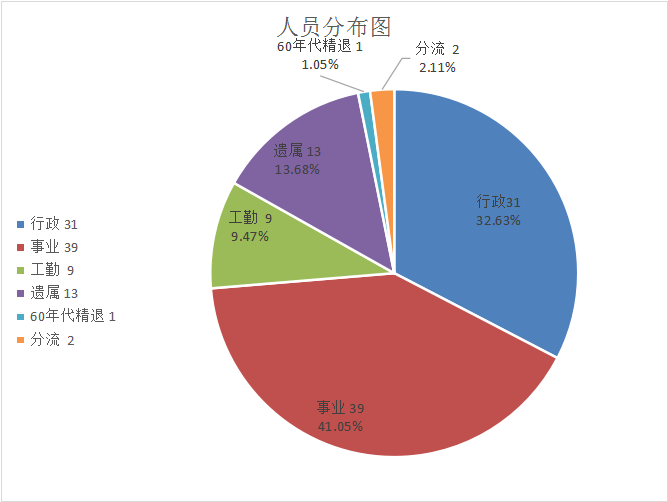 人员分布图
60年代精退 1
1.05%
分流 2
2.11%
行政31
32.63%
遗属 13
13.68%
工勤 9
9.47%
事业 39
41.05%
行政 31
事业 39
工勤 9
遗属 13
60年代精退 1
分流 2